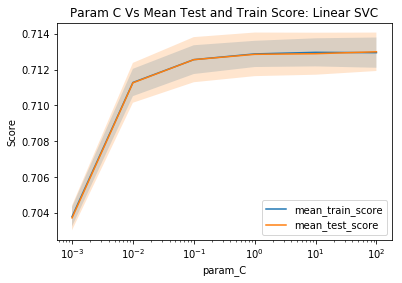 Param C Vs Mean Test and Train Score: Linear SVC
Score
0.714
0.712
0.710
0.708
0.706
0.704
10⁻³ 10⁻² 10⁻¹ 10⁰ 10¹ 10²
param_C
mean_train_score
mean_test_score